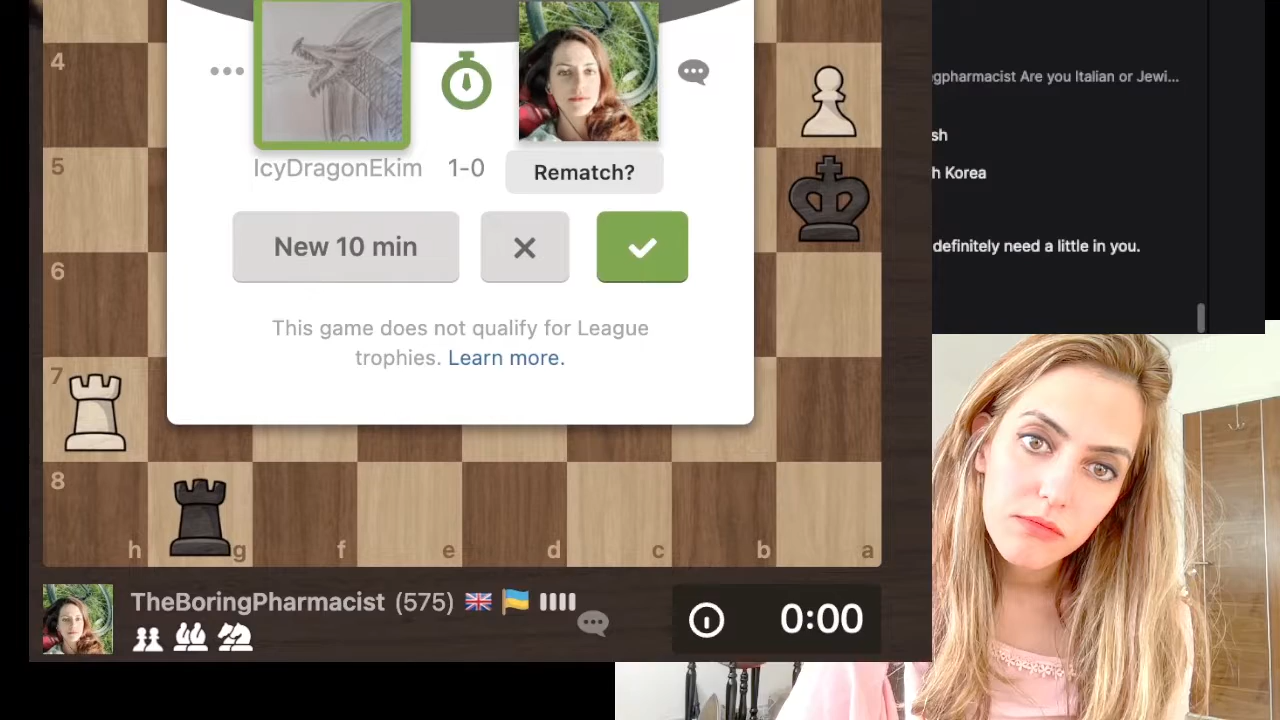 4
gpharmacist Are you Italian or Jewi...
sh
h Korea
definitely need a little in you.
IcyDragonEkim 1-0 Rematch?
5
New 10 min
6
This game does not qualify for League
trophies. Learn more.
7
8
h g f e d c b a
TheBoringPharmacist (575)
0:00